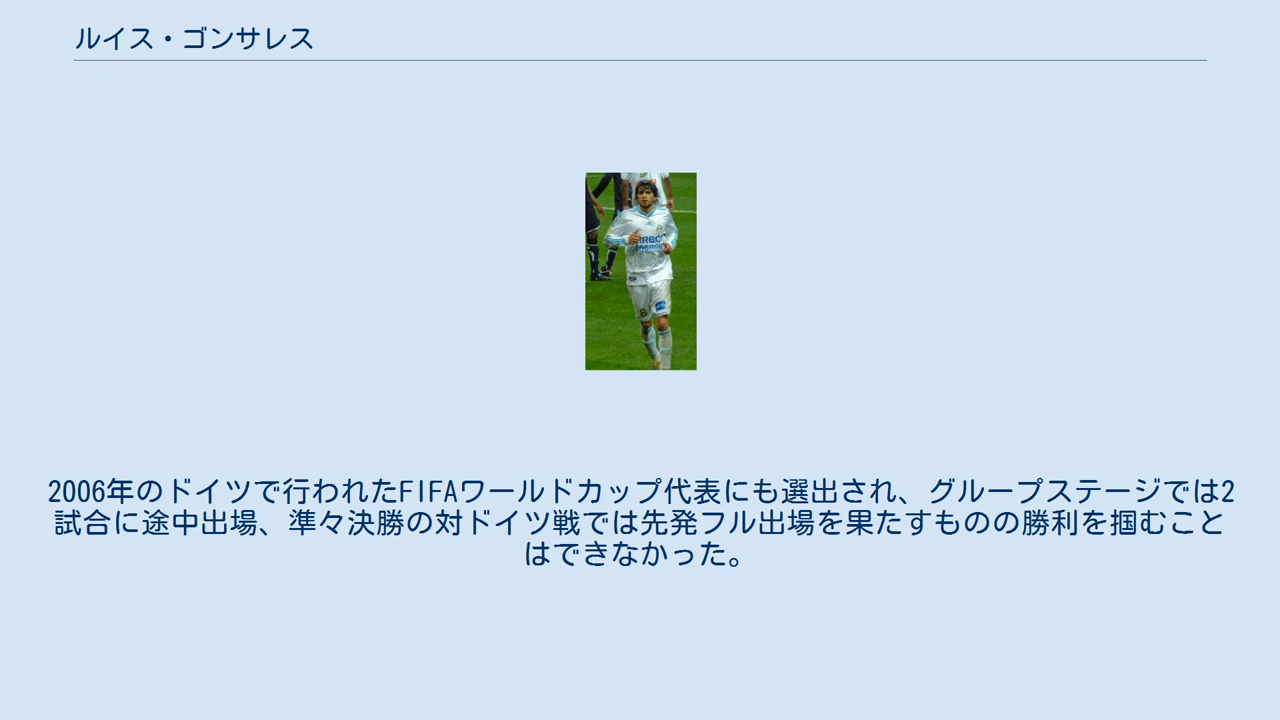 ルイス・ゴンサレス
2006年のドイツで行われたFIFAワールドカップ代表にも選出され、グループステージでは2
試合に途中出場、準々決勝の対ドイツ戦では先発フル出場を果たすものの勝利を掴むこと
はできなかった。